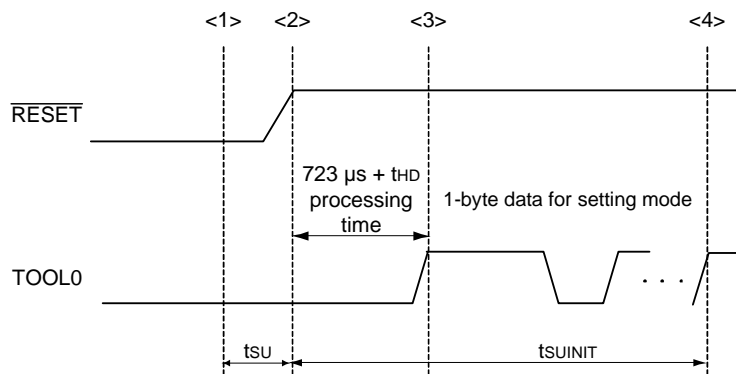 <1> <2> <3> <4>
RESET
723 µs + tHD
processing
time
1-byte data for setting mode
TOOL0
. . .
tSU
tSUINIT